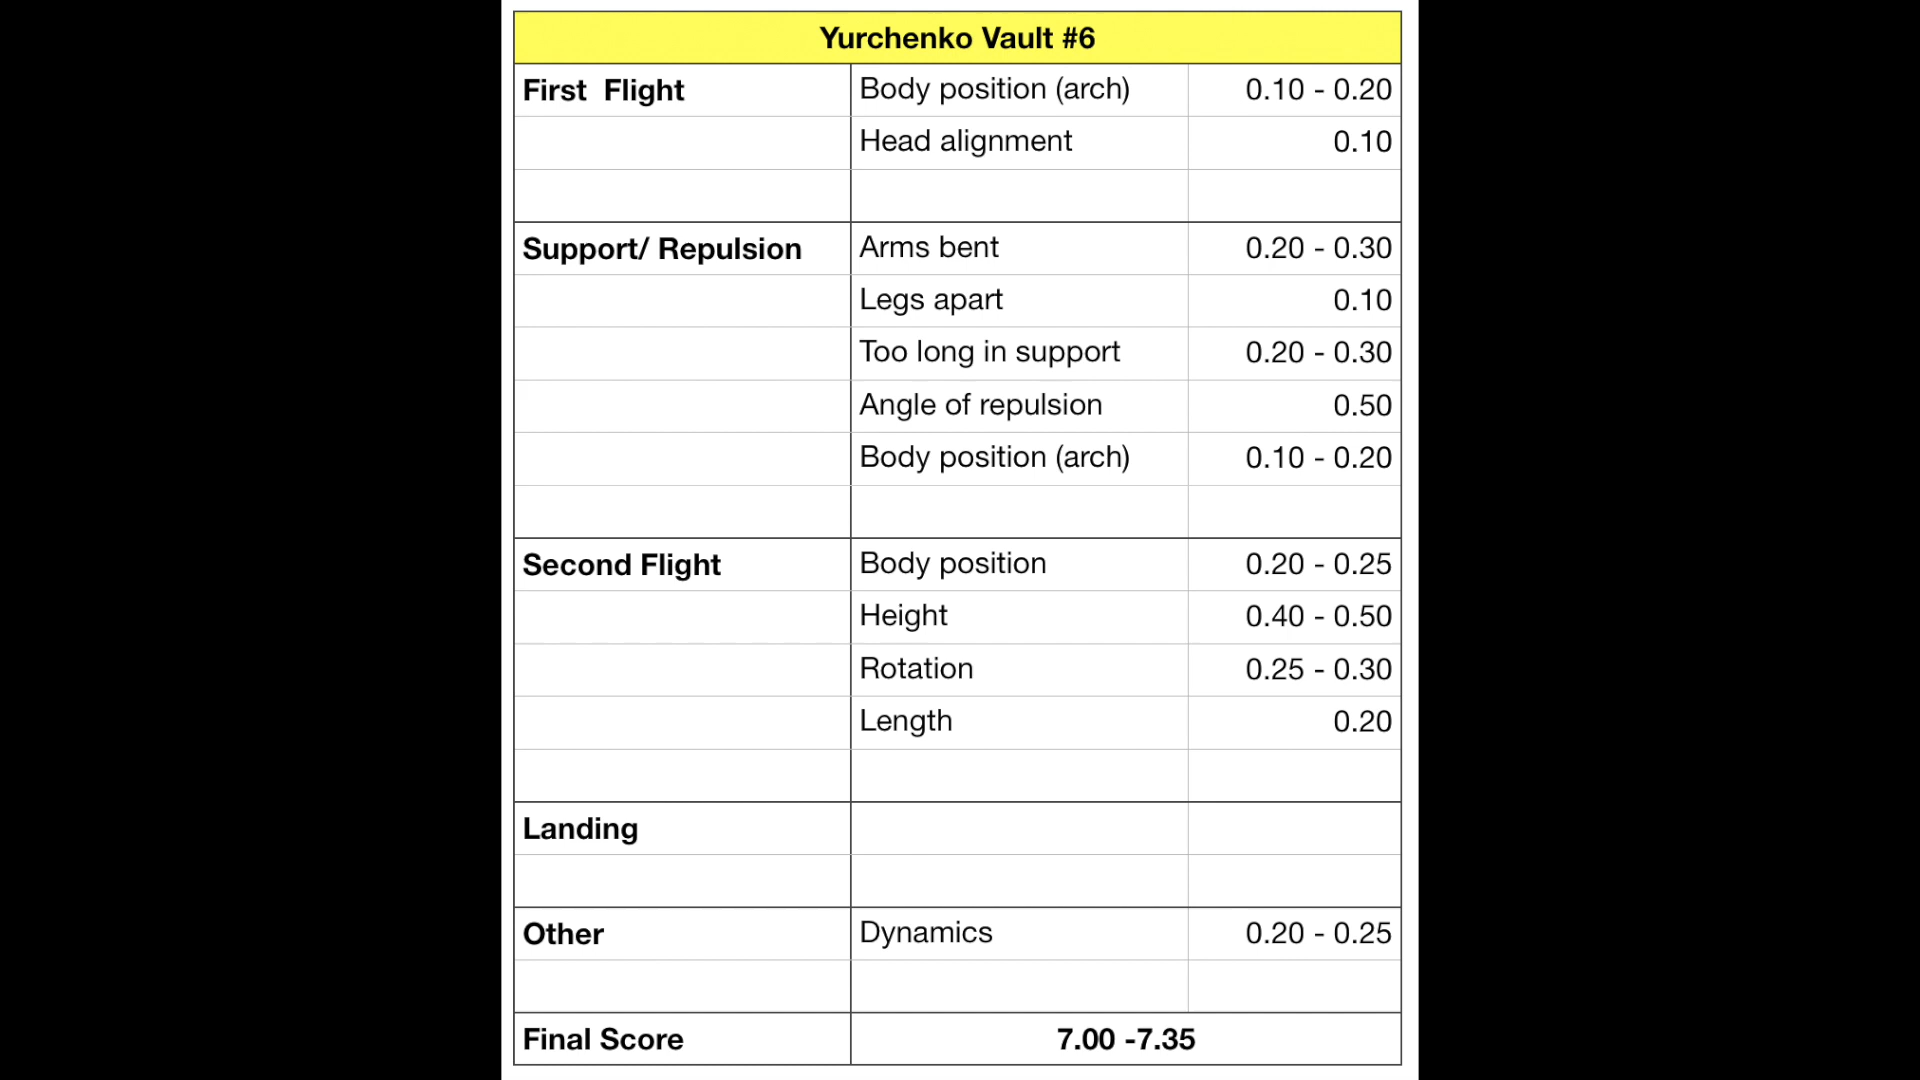 Yurchenko Vault #6
First Flight Body position (arch) 0.10 - 0.20
Head alignment 0.10
Support/ Repulsion Arms bent 0.20 - 0.30
Legs apart 0.10
Too long in support 0.20 - 0.30
Angle of repulsion 0.50
Body position (arch) 0.10 - 0.20
Second Flight Body position 0.20 - 0.25
Height 0.40 - 0.50
Rotation 0.25 - 0.30
Length 0.20
Landing
Other Dynamics 0.20 - 0.25
Final Score 7.00 -7.35